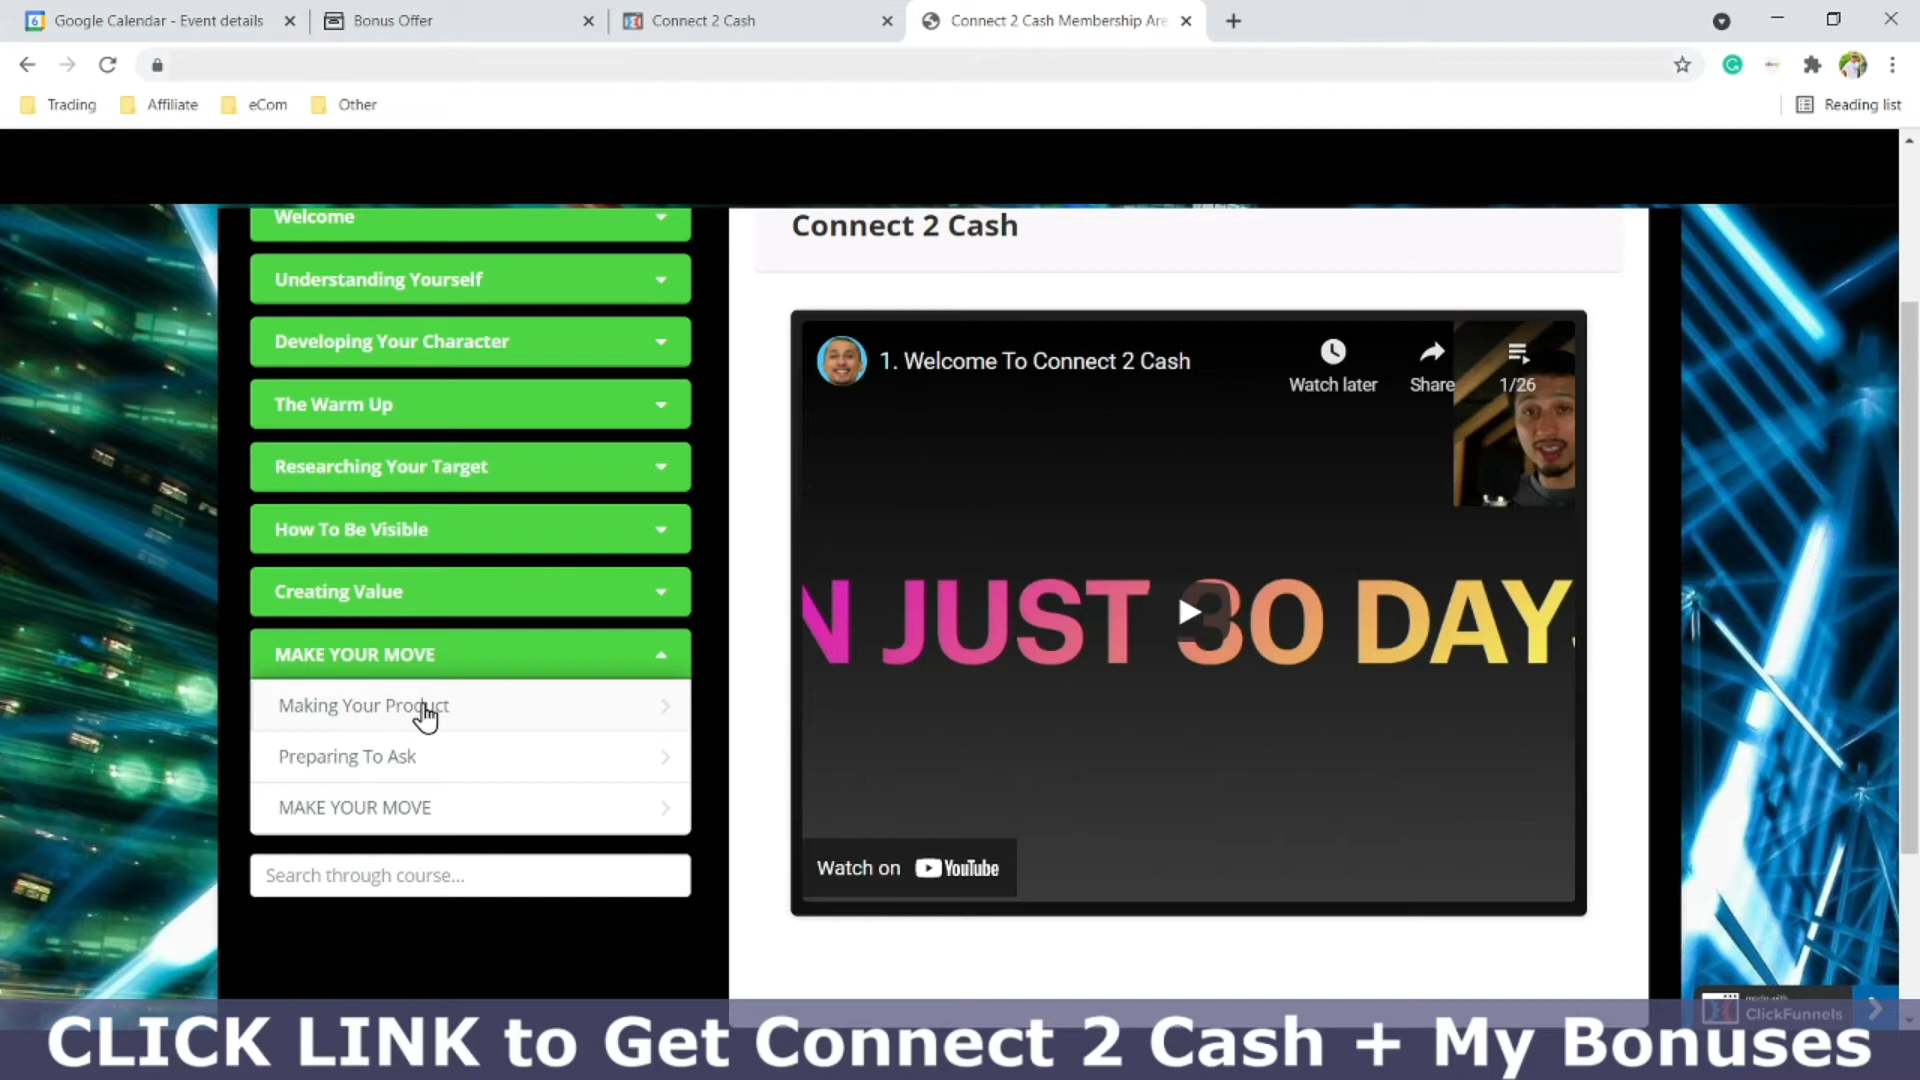 Google Calendar - Event details
Bonus Offer
Connect 2 Cash
Connect 2 Cash Membership Are
Trading
Affiliate
eCom
Other
Reading list
Welcome
Understanding Yourself
Developing Your Character
The Warm Up
Researching Your Target
How To Be Visible
Creating Value
MAKE YOUR MOVE
Making Your Product
Preparing To Ask
MAKE YOUR MOVE
Search through course...
Connect 2 Cash
1. Welcome To Connect 2 Cash
Watch later
Share
1/26
N JUST 30 DAYS
Watch on YouTube
ClickFunnels
CLICK LINK to Get Connect 2 Cash + My Bonuses